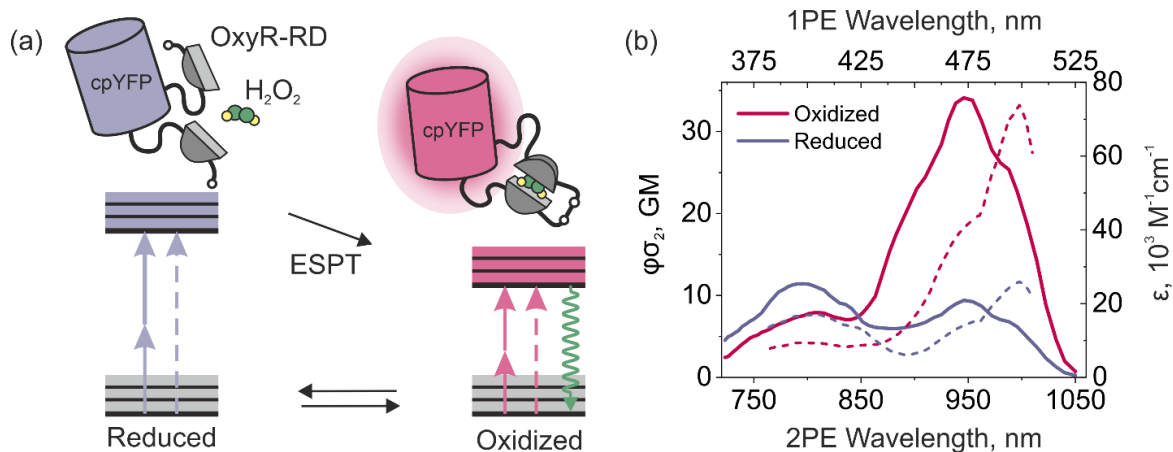 (a)
OxyR-RD
cpYFP
H₂O₂
cpYFP
ESPT
Reduced
Oxidized
(b)
1PE Wavelength, nm
375 425 475 525
Oxidized
Reduced
φσ₂, GM
30
20
10
0
80
60
40
20
0
ε, 10³ M⁻¹cm⁻¹
750 850 950 1050
2PE Wavelength, nm